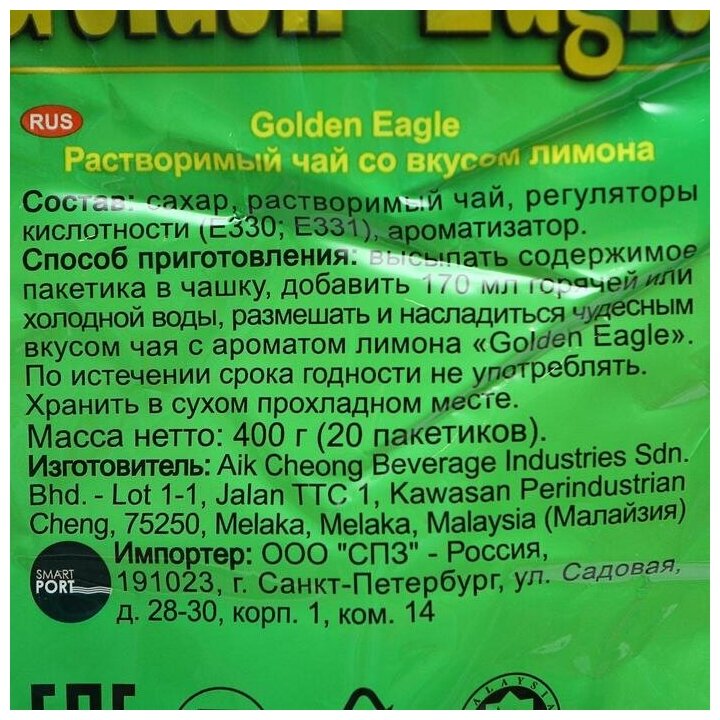 Golden Eagle
RUS
Golden Eagle
Растворимый чай со вкусом лимона
Состав: сахар, растворимый чай, регуляторы
кислотности (Е330; Е331), ароматизатор.
Способ приготовления: высыпать содержимое
пакетика в чашку, добавить 170 мл горячей или
холодной воды, размешать и насладиться чудесным
вкусом чая с ароматом лимона «Golden Eagle».
По истечении срока годности не употреблять.
Хранить в сухом прохладном месте.
Масса нетто: 400 г (20 пакетиков).
Изготовитель: Aik Cheong Beverage Industries Sdn.
Bhd. - Lot 1-1, Jalan TTC 1, Kawasan Perindustrian
Cheng, 75250, Melaka, Melaka, Malaysia (Малайзия)
SMART
PORT
Импортер: ООО "СПЗ" - Россия,
191023, г. Санкт-Петербург, ул. Садовая,
д. 28-30, корп. 1, ком. 14
MALAYSIA